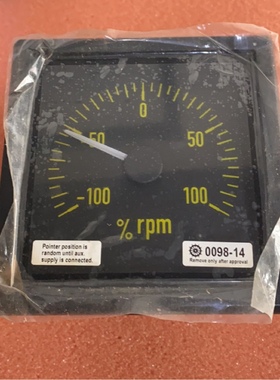 0
50 50
-100 100
% rpm
Pointer position is
random until aux.
supply is connected.
0098-14
Remove only after approval